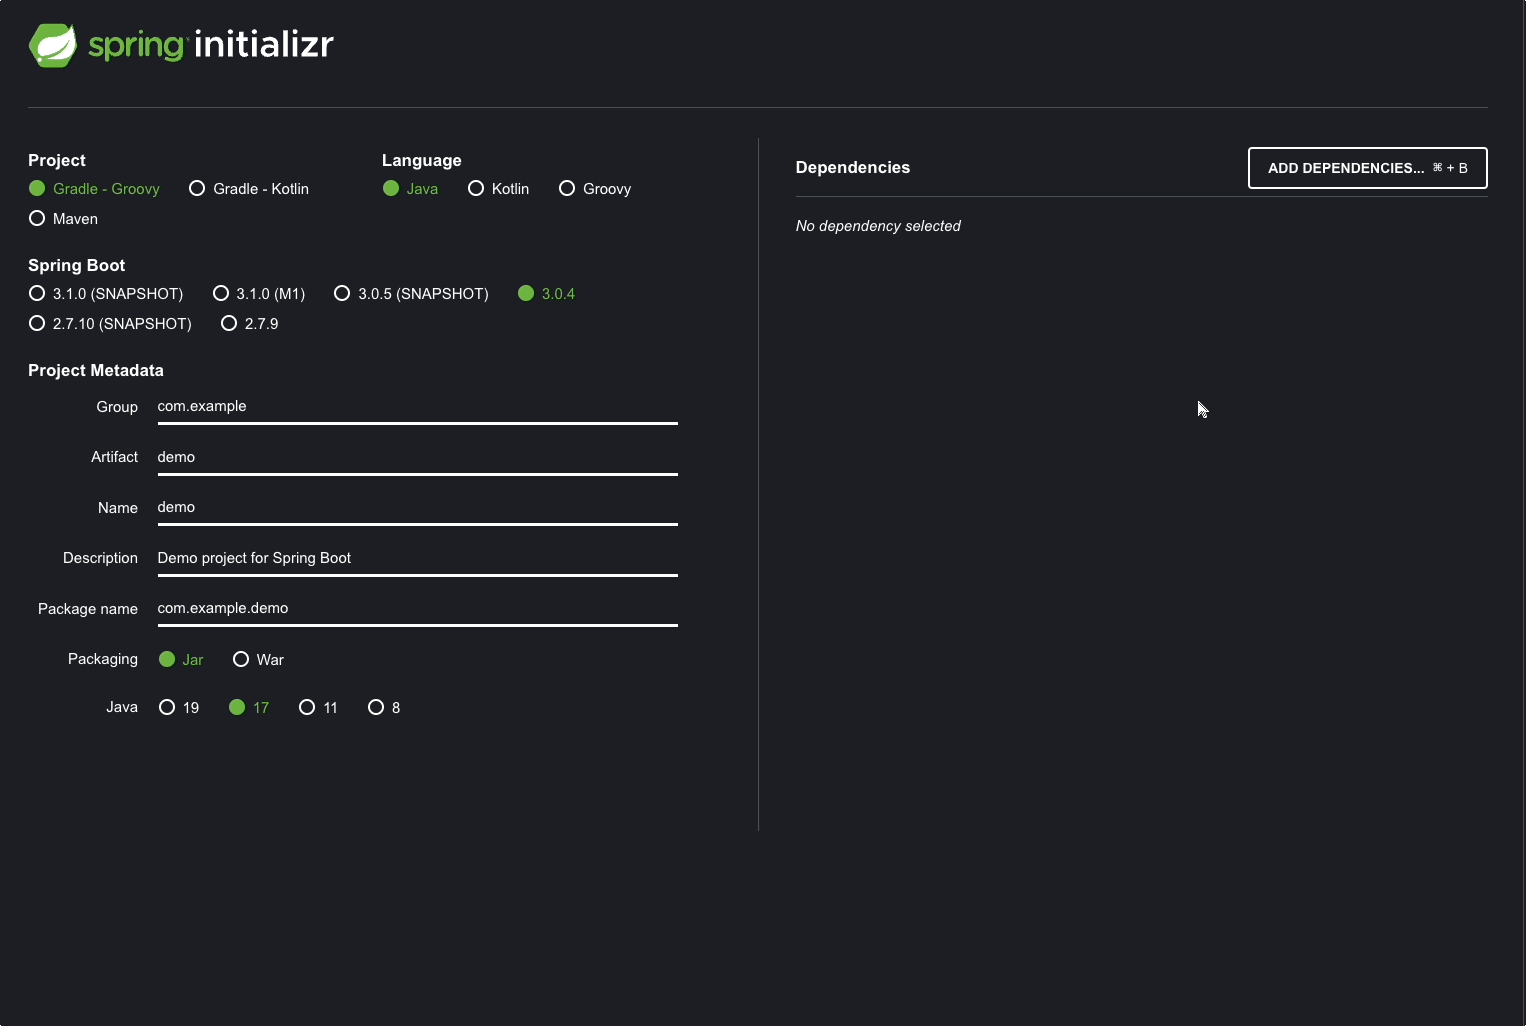 spring initializr
Project
Gradle - Groovy
Gradle - Kotlin
Maven
Language
Java
Kotlin
Groovy
Spring Boot
3.1.0 (SNAPSHOT)
3.1.0 (M1)
3.0.5 (SNAPSHOT)
3.0.4
2.7.10 (SNAPSHOT)
2.7.9
Project Metadata
Group com.example
Artifact demo
Name demo
Description Demo project for Spring Boot
Package name com.example.demo
Packaging Jar War
Java 19 17 11 8
Dependencies
ADD DEPENDENCIES... ⌘ + B
No dependency selected